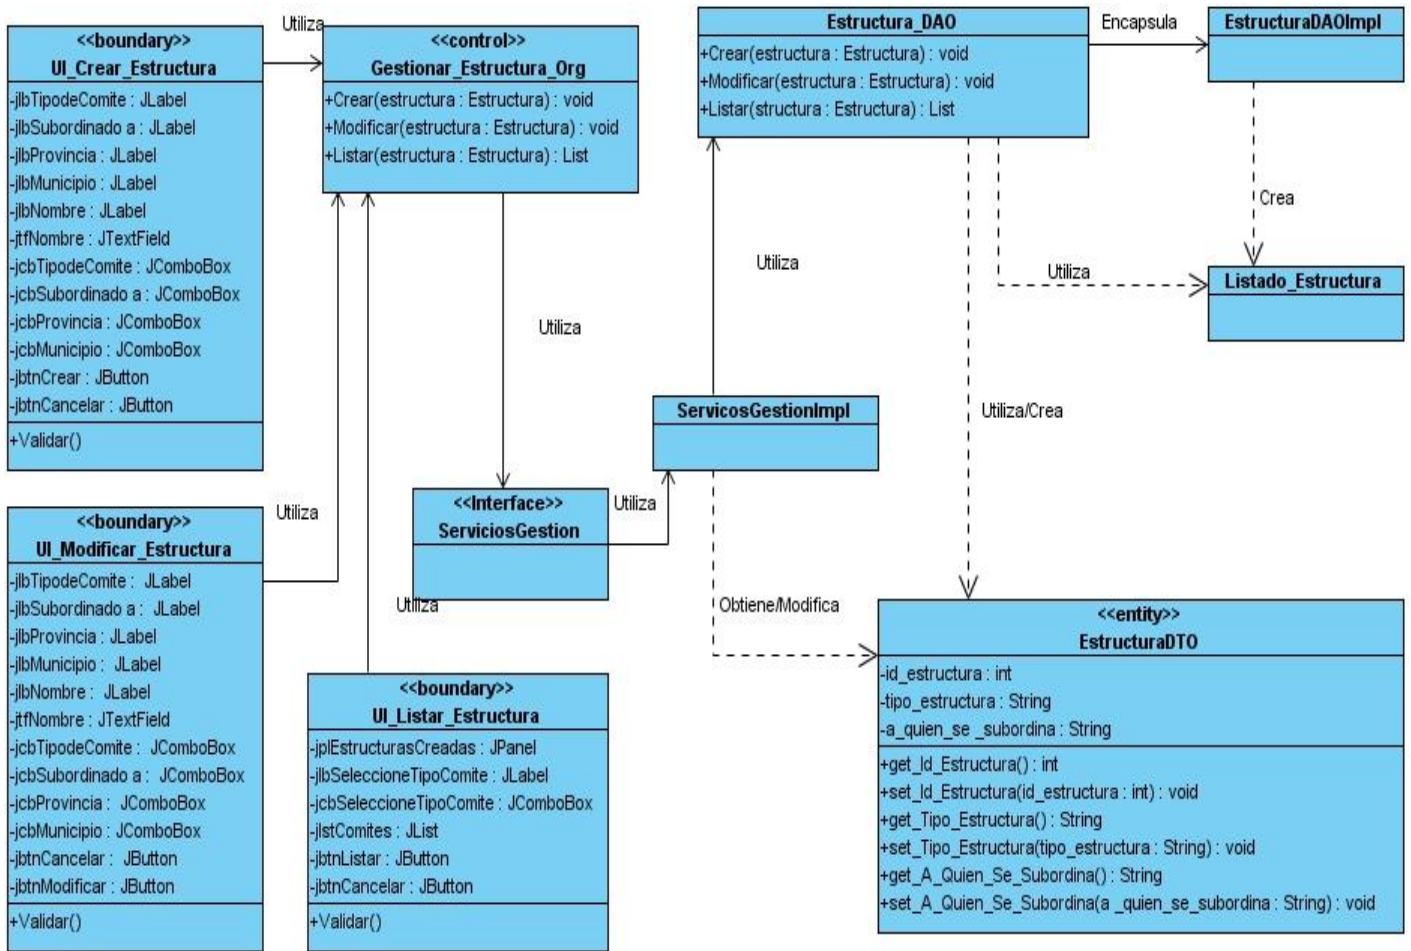 <<boundary>>
UI_Crear_Estructura
-jlbTipodeComite : JLabel
-jlbSubordinado a : JLabel
-jlbProvincia : JLabel
-jlbMunicipio : JLabel
-jlbNombre : JLabel
-jtfNombre : JTextField
-jcbTipodeComite : JComboBox
-jcbSubordinado a : JComboBox
-jcbProvincia : JComboBox
-jcbMunicipio : JComboBox
-jbtnCrear : JButton
-jbtnCancelar : JButton
+Validar()
Utiliza
<<control>>
Gestionar_Estructura_Org
+Crear(estructura : Estructura) : void
+Modificar(estructura : Estructura) : void
+Listar(estructura : Estructura) : List
Estructura_DAO
+Crear(estructura : Estructura) : void
+Modificar(estructura : Estructura) : void
+Listar(structura : Estructura) : List
Encapsula
EstructuraDAOImpl
Crea
Utiliza
Utiliza
Listado_Estructura
Utiliza
Utiliza/Crea
ServicosGestionImpl
<<Interface>>
ServiciosGestion
Utiliza
Utiliza
<<boundary>>
UI_Modificar_Estructura
-jlbTipodeComite : JLabel
-jlbSubordinado a : JLabel
-jlbProvincia : JLabel
-jlbMunicipio : JLabel
-jlbNombre : JLabel
-jtfNombre : JTextField
-jcbTipodeComite : JComboBox
-jcbSubordinado a : JComboBox
-jcbProvincia : JComboBox
-jcbMunicipio : JComboBox
-jbtnCancelar : JButton
-jbtnModificar : JButton
+Validar()
Utiliza
Obtiene/Modifica
<<boundary>>
UI_Listar_Estructura
-jplEstructurasCreadas : JPanel
-jlbSeleccioneTipoComite : JLabel
-jcbSeleccioneTipoComite : JComboBox
-jlstComites : JList
-jbtnListar : JButton
-jbtnCancelar : JButton
+Validar()
<<entity>>
EstructuraDTO
-id_estructura : int
-tipo_estructura : String
-a_quien_se _subordina : String
+get_Id_Estructura() : int
+set_Id_Estructura(id_estructura : int) : void
+get_Tipo_Estructura() : String
+set_Tipo_Estructura(tipo_estructura : String) : void
+get_A_Quien_Se_Subordina() : String
+set_A_Quien_Se_Subordina(a _quien_se_subordina : String) : void